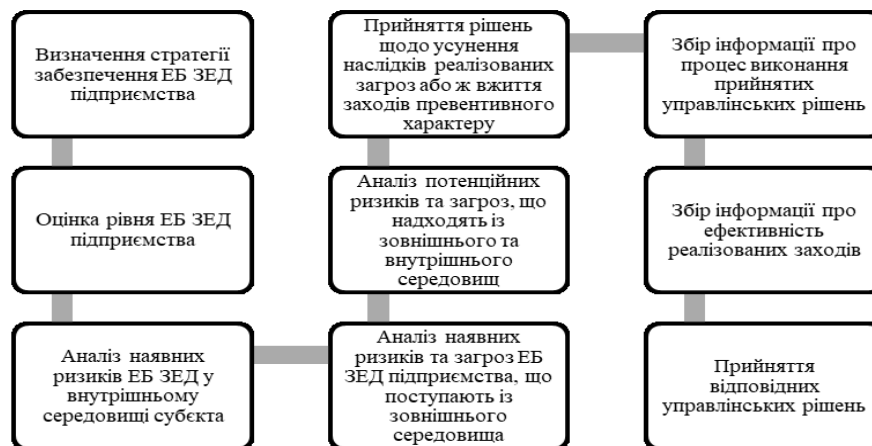 Визначення стратегії
забезпечення ЕБ ЗЕД
підприємства
Оцінка рівня ЕБ ЗЕД
підприємства
Аналіз наявних
ризиків ЕБ ЗЕД у
внутрішньому
середовищі субєкта
Аналіз наявних
ризиків та загроз ЕБ
ЗЕД підприємства, що
поступають із
зовнішнього
середовища
Аналіз потенційних
ризиків та загроз, що
надходять із
зовнішнього та
внутрішнього
середовищ
Прийняття рішень
щодо усунення
наслідків реалізованих
загроз або ж вжиття
заходів превентивного
характеру
Збір інформації про
процес виконання
прийнятих
управлінських рішень
Збір інформації про
ефективність
реалізованих заходів
Прийняття
відповідних
управлінських рішень